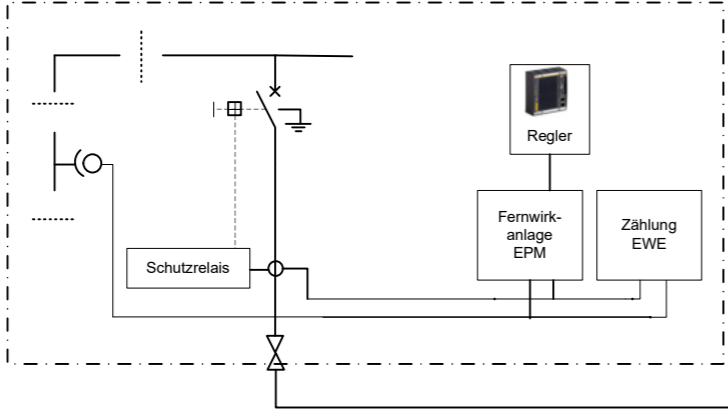 Regler
Fernwirk-
anlage
EPM
Zählung
EWE
Schutzrelais